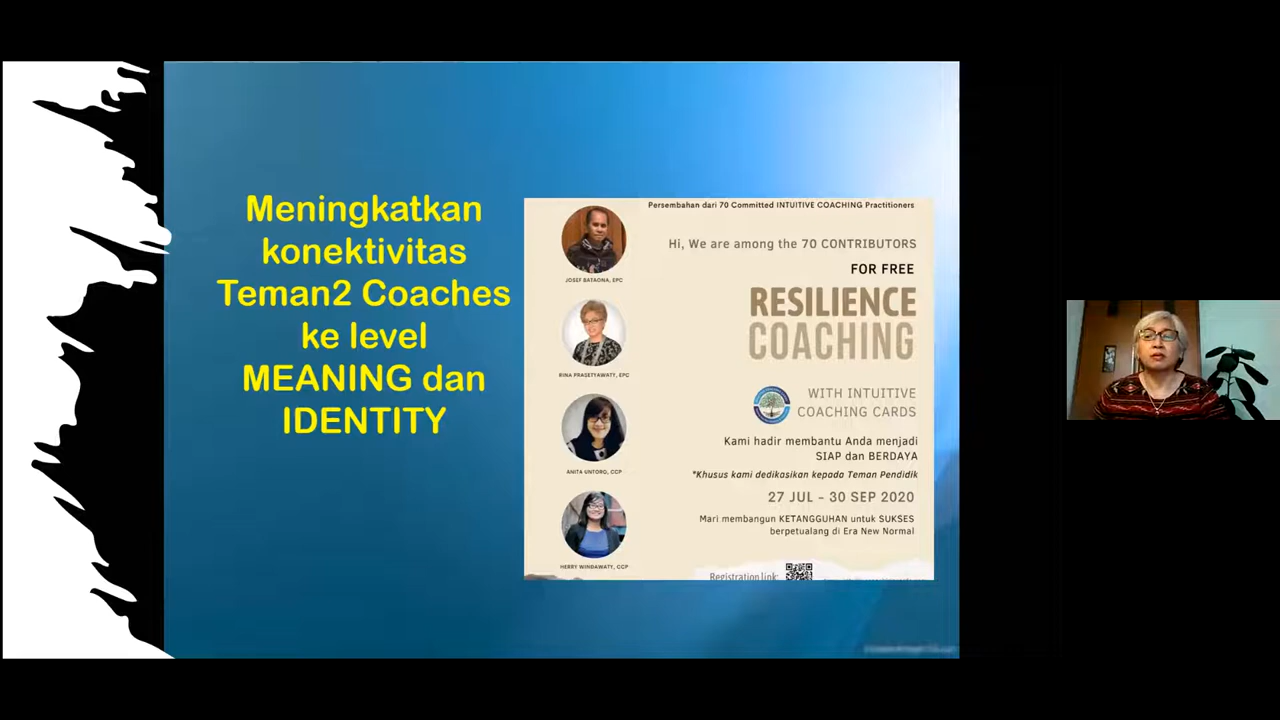 Meningkatkan
konektivitas
Teman2 Coaches
ke level
MEANING dan
IDENTITY
Persembahan dari 70 Committed INTUITIVE COACHING Practitioners
Hi, We are among the 70 CONTRIBUTORS
FOR FREE
RESILIENCE
COACHING
WITH INTUITIVE
COACHING CARDS
Kami hadir membantu Anda menjadi
SIAP dan BERDAYA
*Khusus kami dedikasikan kepada Teman Pendidik
27 JUL - 30 SEP 2020
Mari membangun KETANGGUHAN untuk SUKSES
berpetualang di Era New Normal
Registration link:
JOSEF BATAONA, EPC
RINA PRASETYAWATY, EPC
ANITA UNTORO, CCP
HERRY WINDAWATY, CCP